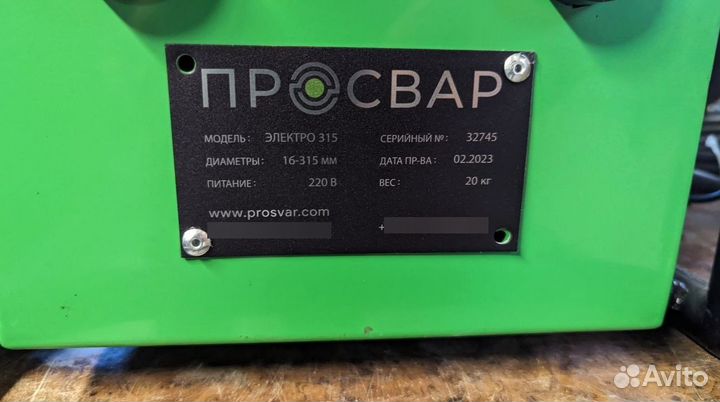 ПРОСВАР
МОДЕЛЬ: ЭЛЕКТРО 315 СЕРИЙНЫЙ №: 32745
ДИАМЕТРЫ: 16-315 мм ДАТА ПР-ВА: 02.2023
ПИТАНИЕ: 220 В ВЕС: 20 кг
www.prosvar.com
+
Avito